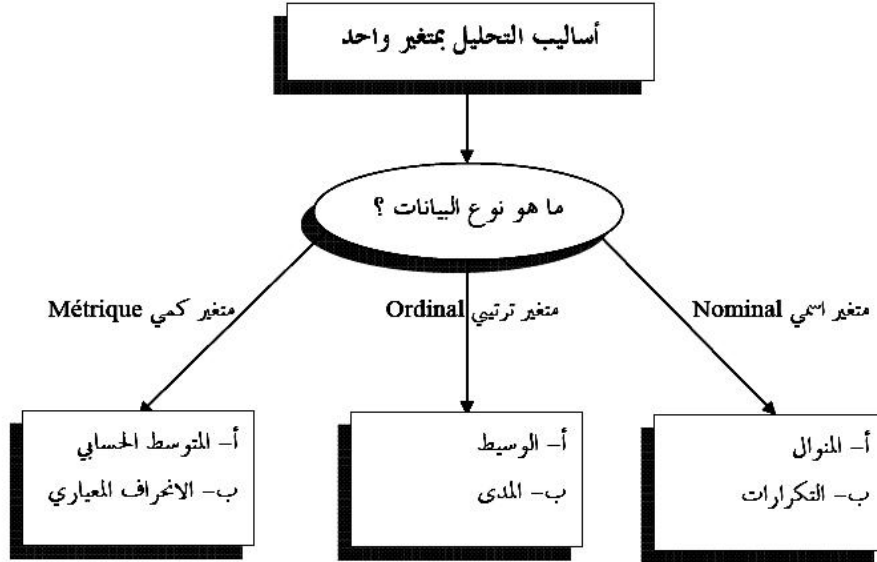 أساليب التحليل بمتغير واحد
ما هو نوع البيانات ؟
متغير اسمي Nominal
متغير ترتيبي Ordinal
متغير كمي Métrique
أ– المنوال
ب– التكرارات
أ– الوسيط
ب– المدى
أ– المتوسط الحسابي
ب– الانحراف المعياري